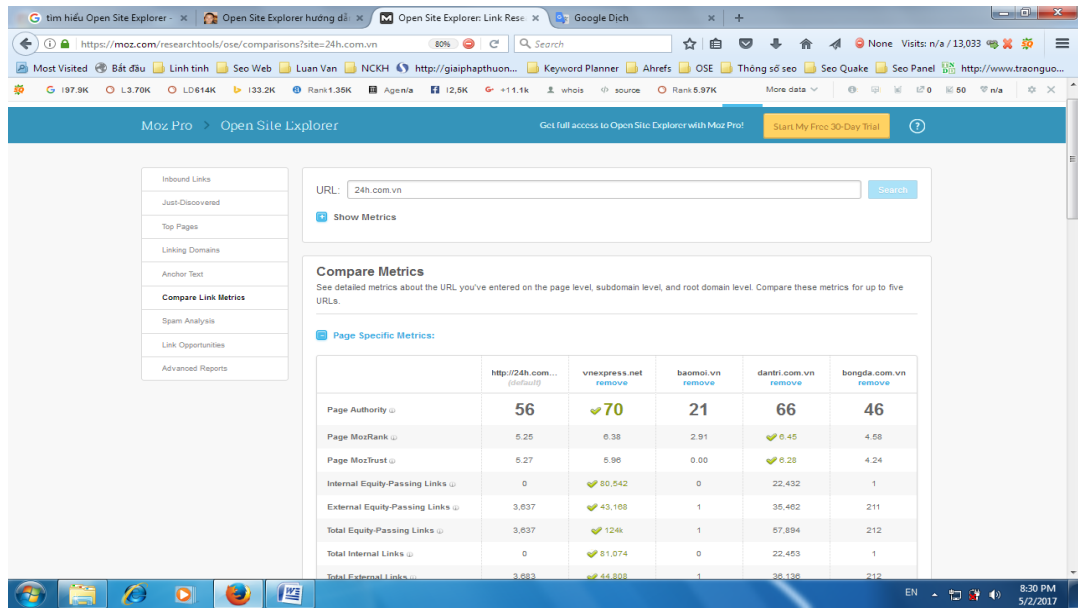 tìm hiểu Open Site Explorer -
Open Site Explorer hướng dẫ
Open Site Explorer: Link Rese
Google Dịch
https://moz.com/researchtools/ose/comparisons?site=24h.com.vn
80%
Search
None Visits: n/a / 13,033
Most Visited
Bắt đầu
Linh tinh
Seo Web
Luan Van
NCKH
http://giaiphapthuon...
Keyword Planner
Ahrefs
OSE
Thông số seo
Seo Quake
Seo Panel
http://www.traonguo...
I97.9K
L3.70K
LD614K
I33.2K
Rank1.35K
Agen/a
I2,5K
+11.1k
whois
source
Rank5.97K
More data
0
50
n/a
Moz Pro > Open Site Explorer
Get full access to Open Site Explorer with Moz Pro!
Start My Free 30-Day Trial
?
Inbound Links
Just-Discovered
Top Pages
Linking Domains
Anchor Text
Compare Link Metrics
Spam Analysis
Link Opportunities
Advanced Reports
URL: 24h.com.vn
Search
Show Metrics
Compare Metrics
See detailed metrics about the URL you've entered on the page level, subdomain level, and root domain level. Compare these metrics for up to five
URLs.
Page Specific Metrics:
http://24h.com... vnexpress.net baomoi.vn dantri.com.vn bongda.com.vn
(default) remove remove remove remove
Page Authority 56 70 21 66 46
Page MozRank 5.25 6.38 2.91 6.45 4.58
Page MozTrust 5.27 5.96 0.00 6.28 4.24
Internal Equity-Passing Links 0 80,542 0 22,432 1
External Equity-Passing Links 3,637 43,168 1 35,462 211
Total Equity-Passing Links 3,637 124k 1 57,894 212
Total Internal Links 0 81,074 0 22,453 1
Total External Links 3,683 44,808 1 36,136 212
EN
8:30 PM
5/2/2017